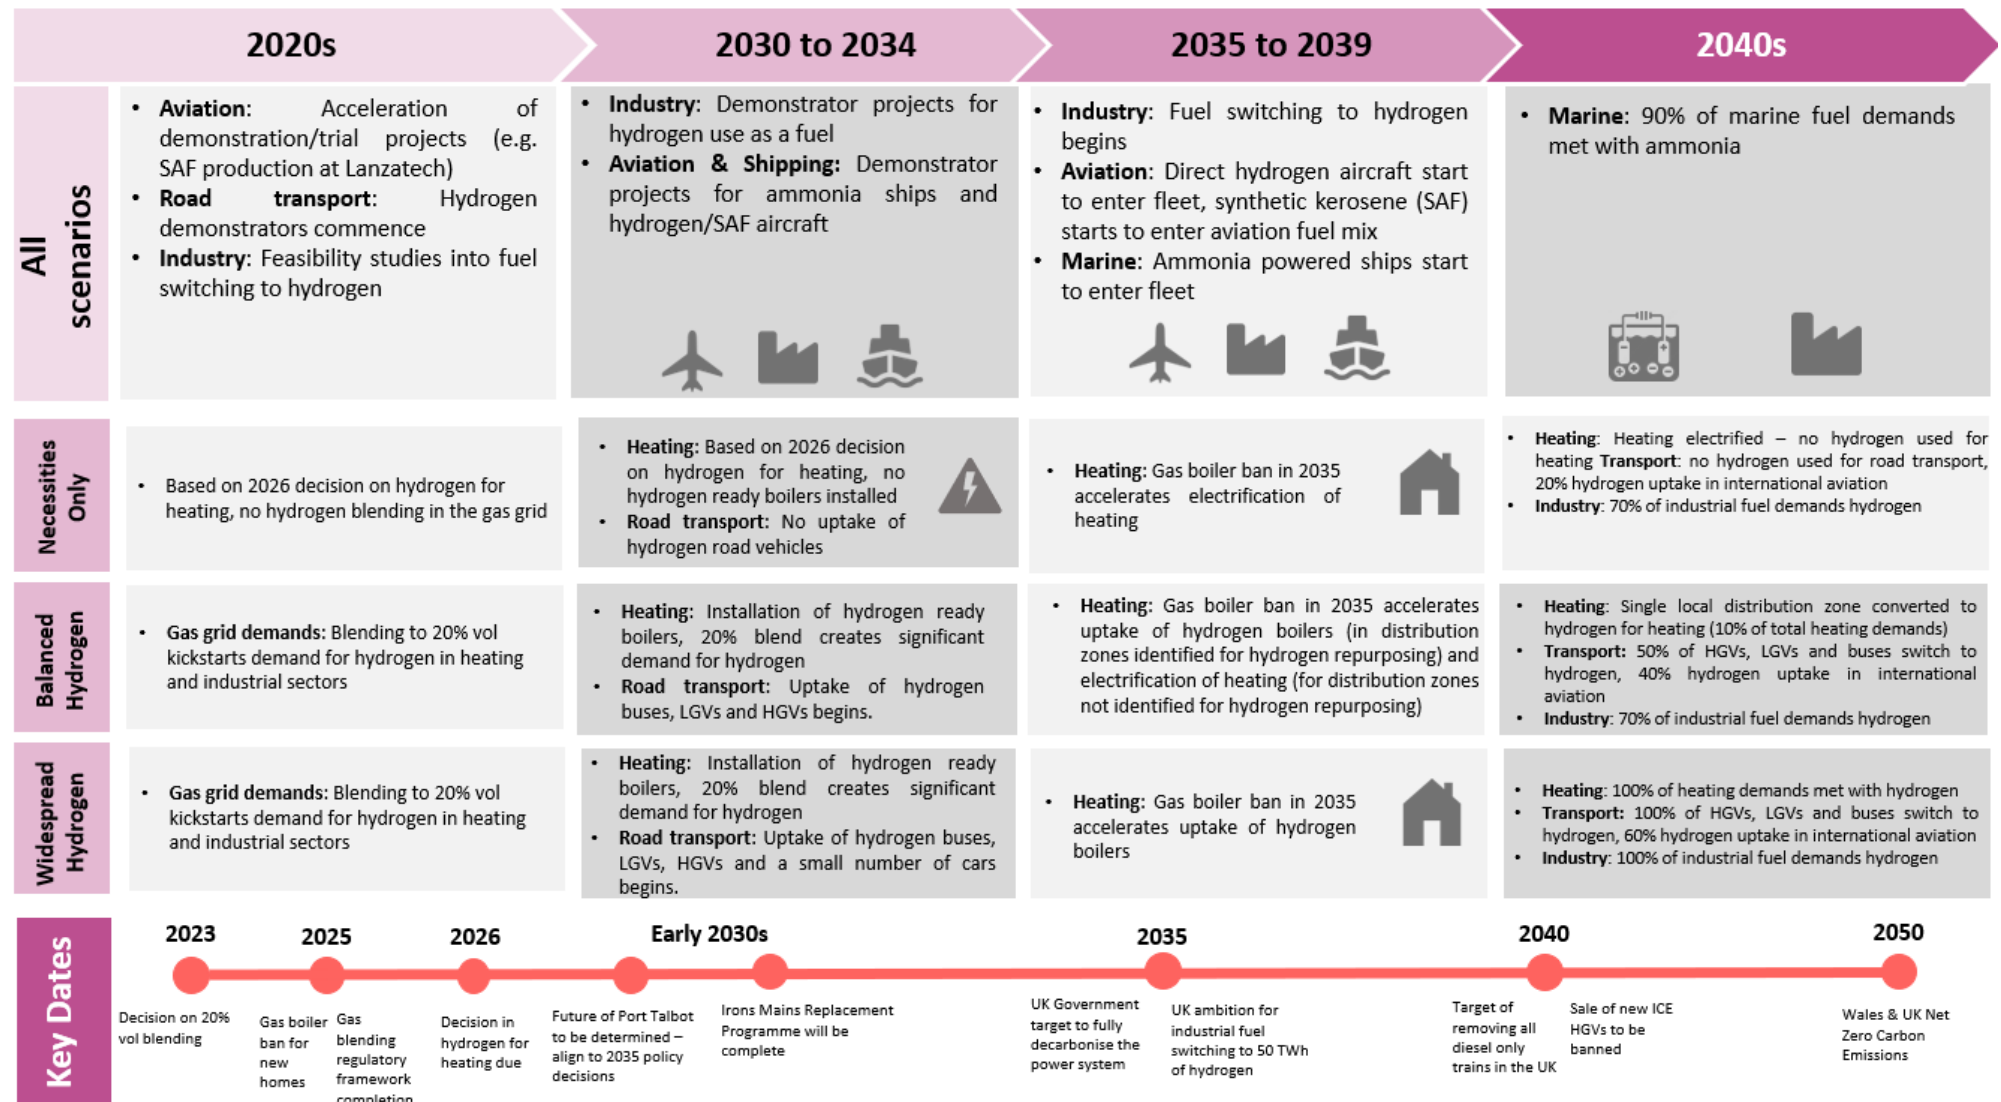 2020s
2030 to 2034
2035 to 2039
2040s
All
scenarios
• Aviation: Acceleration of
demonstration/trial projects (e.g.
SAF production at Lanzatech)
• Road transport: Hydrogen
demonstrators commence
• Industry: Feasibility studies into fuel
switching to hydrogen
• Industry: Demonstrator projects for
hydrogen use as a fuel
• Aviation & Shipping: Demonstrator
projects for ammonia ships and
hydrogen/SAF aircraft
• Industry: Fuel switching to hydrogen
begins
• Aviation: Direct hydrogen aircraft start
to enter fleet, synthetic kerosene (SAF)
starts to enter aviation fuel mix
• Marine: Ammonia powered ships start
to enter fleet
• Marine: 90% of marine fuel demands
met with ammonia
Necessities
Only
• Based on 2026 decision on hydrogen for
heating, no hydrogen blending in the gas grid
• Heating: Based on 2026 decision
on hydrogen for heating, no
hydrogen ready boilers installed
• Road transport: No uptake of
hydrogen road vehicles
• Heating: Gas boiler ban in 2035
accelerates electrification of
heating
• Heating: Heating electrified – no hydrogen used for
heating Transport: no hydrogen used for road transport,
20% hydrogen uptake in international aviation
• Industry: 70% of industrial fuel demands hydrogen
Balanced
Hydrogen
• Gas grid demands: Blending to 20% vol
kickstarts demand for hydrogen in heating
and industrial sectors
• Heating: Installation of hydrogen ready
boilers, 20% blend creates significant
demand for hydrogen
• Road transport: Uptake of hydrogen
buses, LGVs and HGVs begins.
• Heating: Gas boiler ban in 2035 accelerates
uptake of hydrogen boilers (in distribution
zones identified for hydrogen repurposing) and
electrification of heating (for distribution zones
not identified for hydrogen repurposing)
• Heating: Single local distribution zone converted to
hydrogen for heating (10% of total heating demands)
• Transport: 50% of HGVs, LGVs and buses switch to
hydrogen, 40% hydrogen uptake in international
aviation
• Industry: 70% of industrial fuel demands hydrogen
Widespread
Hydrogen
• Gas grid demands: Blending to 20% vol
kickstarts demand for hydrogen in heating
and industrial sectors
• Heating: Installation of hydrogen ready
boilers, 20% blend creates significant
demand for hydrogen
• Road transport: Uptake of hydrogen buses,
LGVs, HGVs and a small number of cars
begins.
• Heating: Gas boiler ban in 2035
accelerates uptake of hydrogen
boilers
• Heating: 100% of heating demands met with hydrogen
• Transport: 100% of HGVs, LGVs and buses switch to
hydrogen, 60% hydrogen uptake in international aviation
• Industry: 100% of industrial fuel demands hydrogen
Key Dates
2023
Decision on 20%
vol blending
2025
Gas boiler
ban for
new
homes
Gas
blending
regulatory
framework
completion
2026
Decision in
hydrogen for
heating due
Early 2030s
Future of Port Talbot
to be determined –
align to 2035 policy
decisions
Irons Mains Replacement
Programme will be
complete
2035
UK Government
target to fully
decarbonise the
power system
UK ambition for
industrial fuel
switching to 50 TWh
of hydrogen
2040
Target of
removing all
diesel only
trains in the UK
Sale of new ICE
HGVs to be
banned
2050
Wales & UK Net
Zero Carbon
Emissions